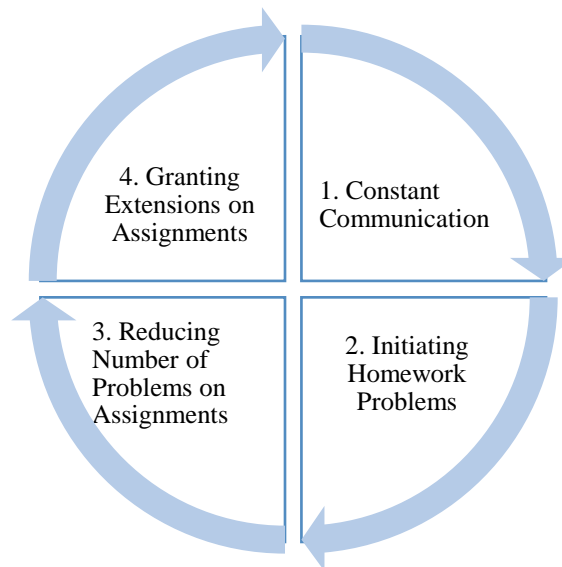 1. Constant
Communication
2. Initiating
Homework
Problems
3. Reducing
Number of
Problems on
Assignments
4. Granting
Extensions on
Assignments